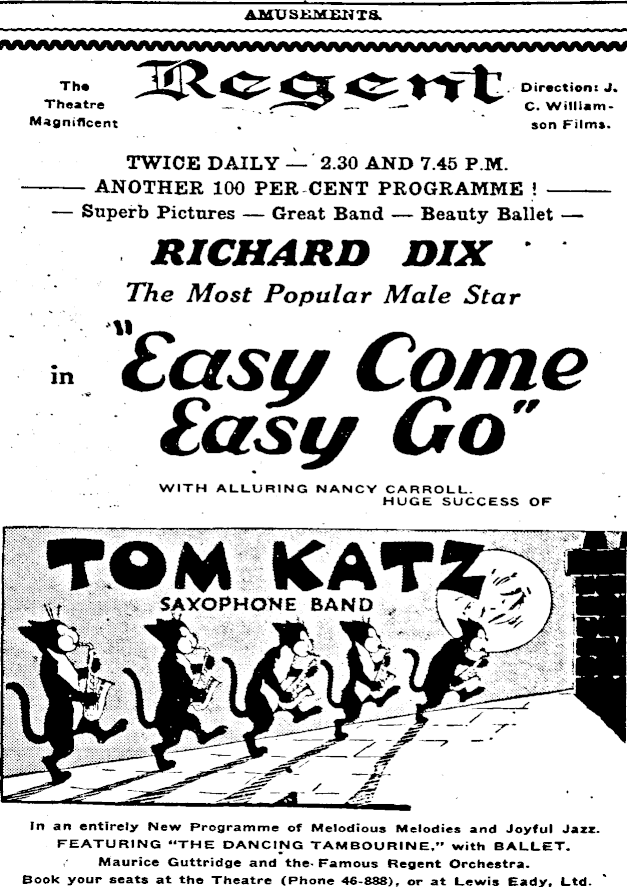 AMUSEMENTS.
The
Theatre
Magnificent
Regent
Direction: J.
C. William-
son Films.
TWICE DAILY — 2.30 AND 7.45 P.M.
ANOTHER 100 PER CENT PROGRAMME !
— Superb Pictures — Great Band — Beauty Ballet —
RICHARD DIX
The Most Popular Male Star
in "Easy Come
Easy Go"
WITH ALLURING NANCY CARROLL.
HUGE SUCCESS OF
TOM KATZ
SAXOPHONE BAND
In an entirely New Programme of Melodious Melodies and Joyful Jazz.
FEATURING "THE DANCING TAMBOURINE," with BALLET.
Maurice Guttridge and the Famous Regent Orchestra.
Book your seats at the Theatre (Phone 46-888), or at Lewis Eady, Ltd.